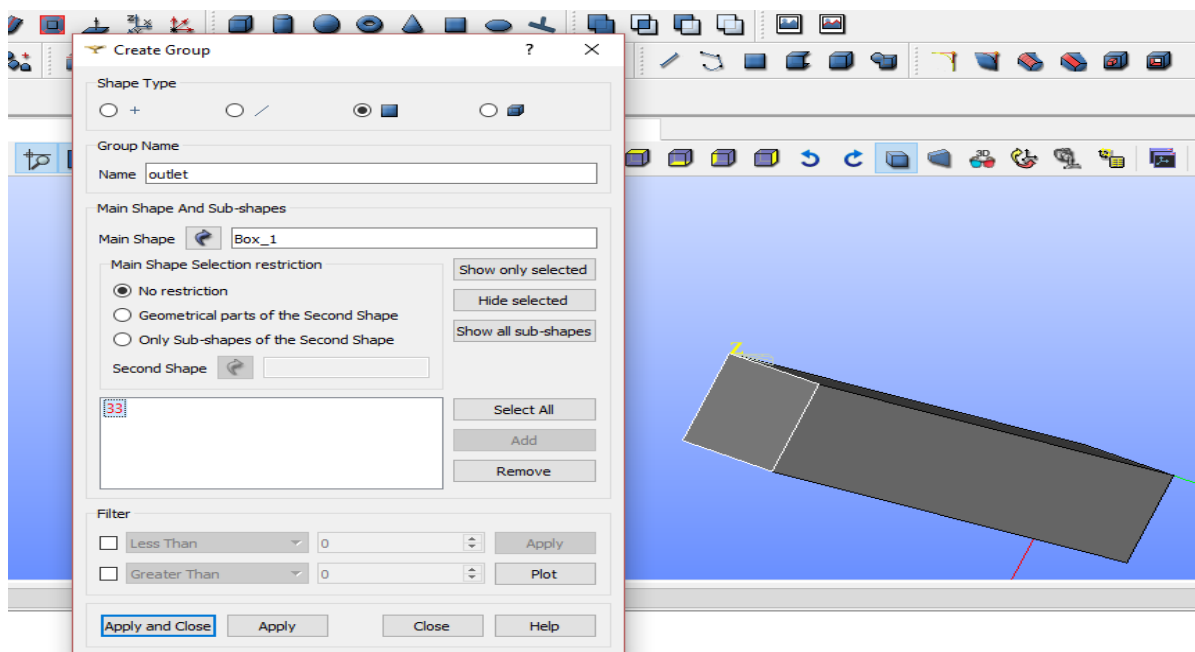 Create Group
?
Shape Type
Group Name
Name outlet
Main Shape And Sub-shapes
Main Shape Box_1
Main Shape Selection restriction
No restriction
Geometrical parts of the Second Shape
Only Sub-shapes of the Second Shape
Second Shape
Show only selected
Hide selected
Show all sub-shapes
33
Select All
Add
Remove
Filter
Less Than 0 Apply
Greater Than 0 Plot
Apply and Close Apply Close Help
Z